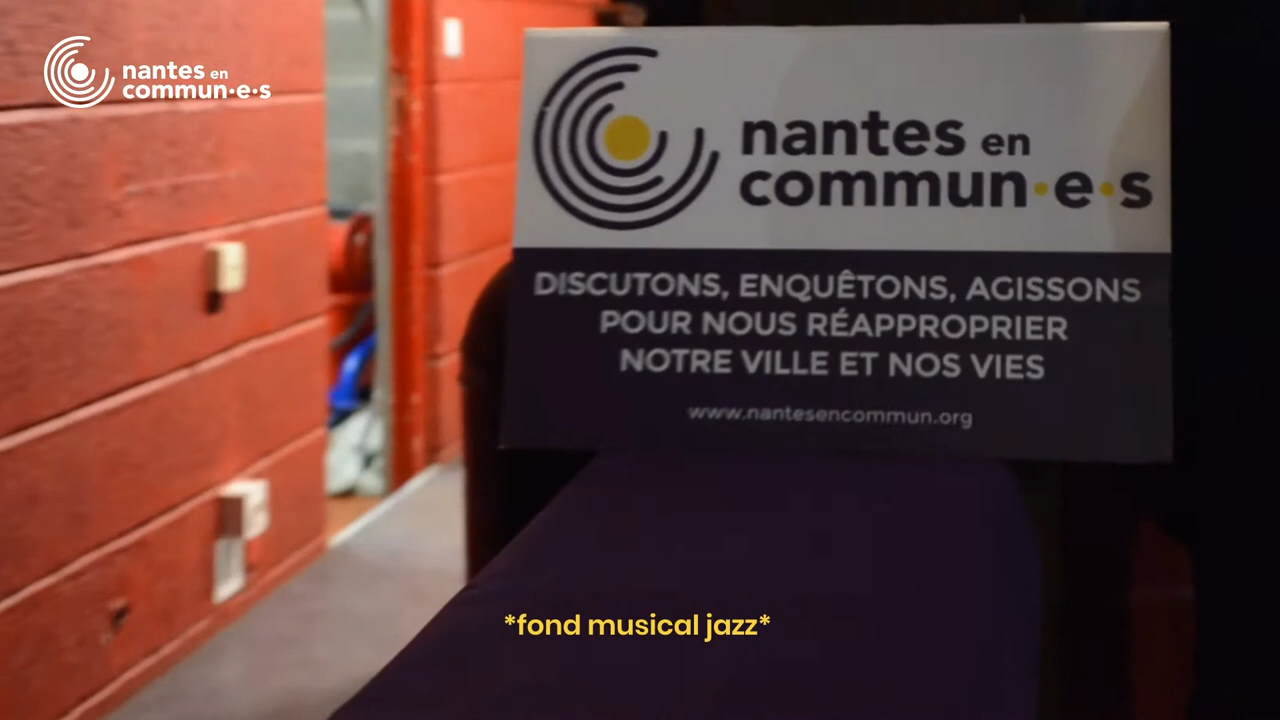 nantes en
commun·e·s
nantes en
commun·e·s
DISCUTONS, ENQUÊTONS, AGISSONS
POUR NOUS RÉAPPROPRIER
NOTRE VILLE ET NOS VIES
www.nantesencommun.org
*fond musical jazz*